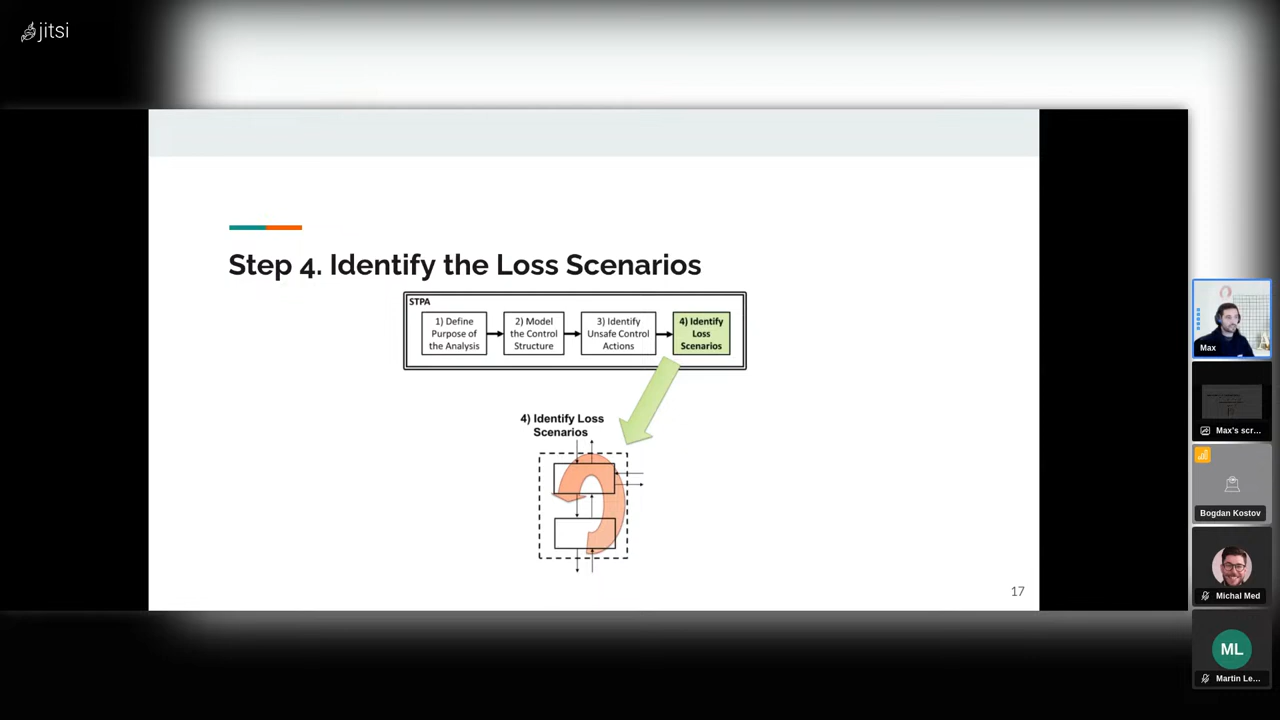 jitsi
Step 4. Identify the Loss Scenarios
STPA
1) Define
Purpose of
the Analysis
2) Model
the Control
Structure
3) Identify
Unsafe Control
Actions
4) Identify
Loss
Scenarios
4) Identify Loss
Scenarios
17
Max
Max's scr...
Bogdan Kostov
Michal Med
ML
Martin Le...